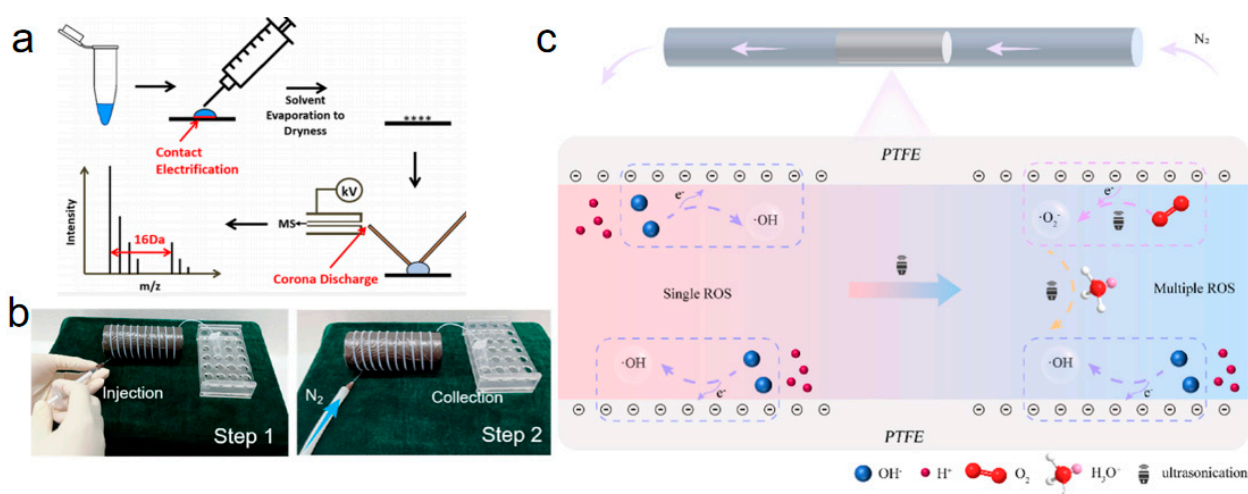 a
Solvent
Evaporation to
Dryness
****
Contact
Electrification
Intensity
16Da
m/z
kV
MS
Corona Discharge
b
Injection
Step 1
N₂
Collection
Step 2
c
N₂
PTFE
e⁻
·OH
Single ROS
·OH
e⁻
e⁻
·O₂⁻
Multiple ROS
·OH
e⁻
PTFE
OH⁻
H⁺
O₂
H₃O⁻
ultrasonication